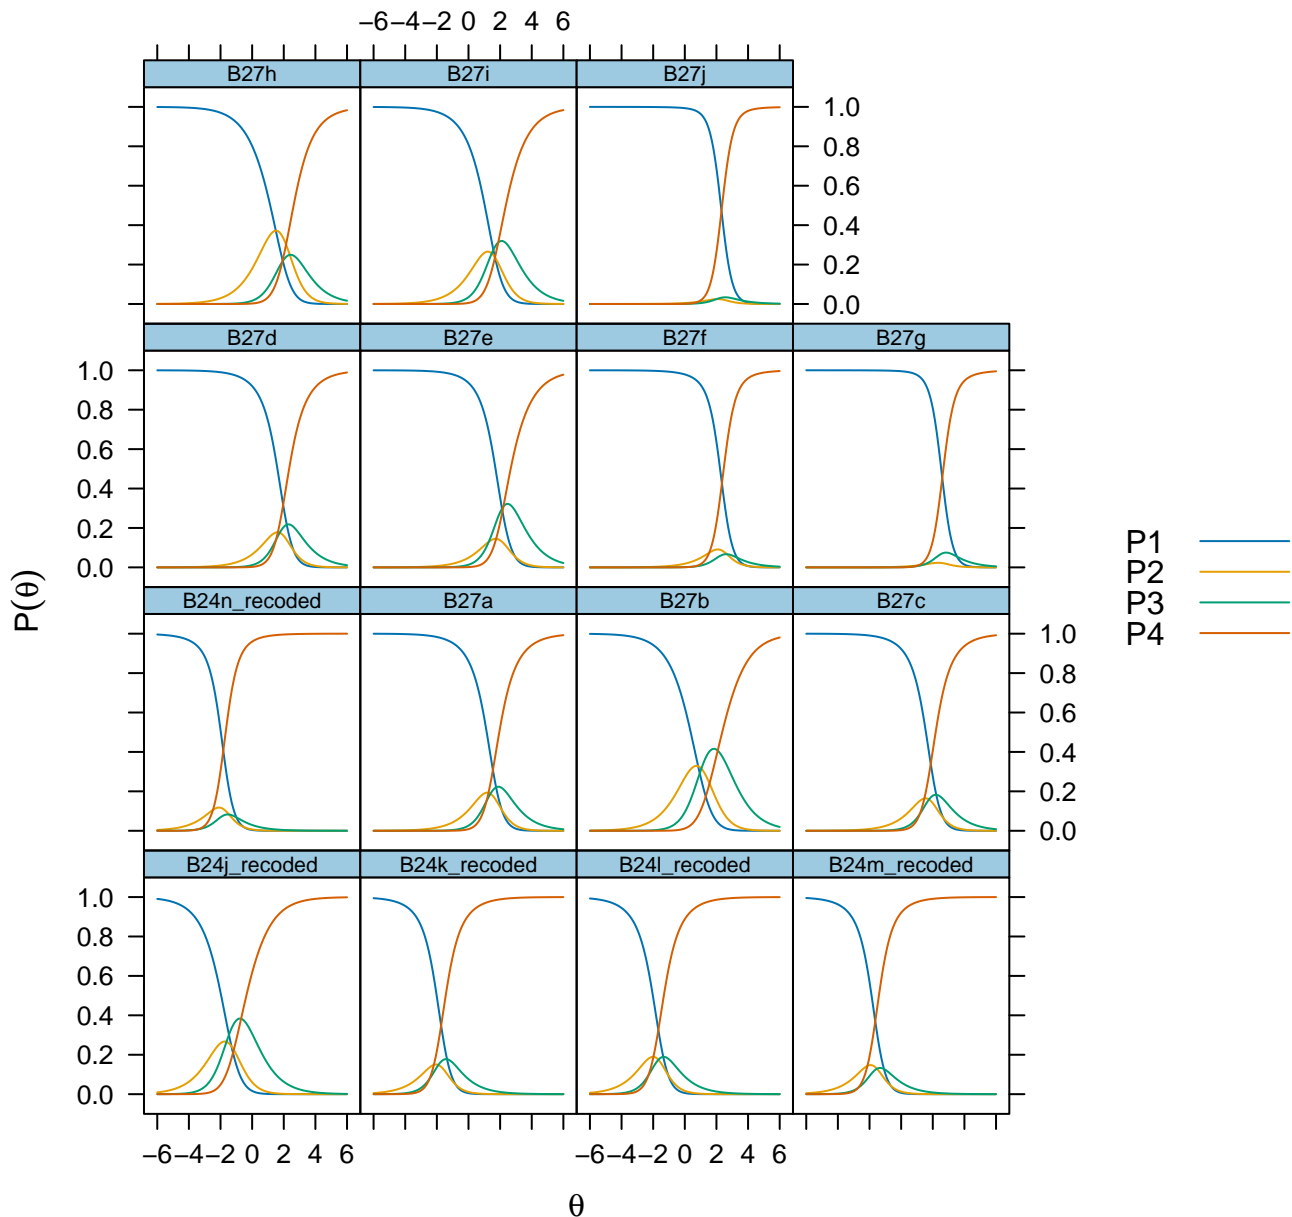 −6−4−2 0 2 4 6
B27h B27i B27j
1.0
0.8
0.6
0.4
0.2
0.0
B27d B27e B27f B27g
1.0
0.8
0.6
0.4
0.2
0.0
B24n_recoded B27a B27b B27c
1.0
0.8
0.6
0.4
0.2
0.0
B24j_recoded B24k_recoded B24l_recoded B24m_recoded
1.0
0.8
0.6
0.4
0.2
0.0
−6−4−2 0 2 4 6 −6−4−2 0 2 4 6
θ
P(θ)
P1
P2
P3
P4